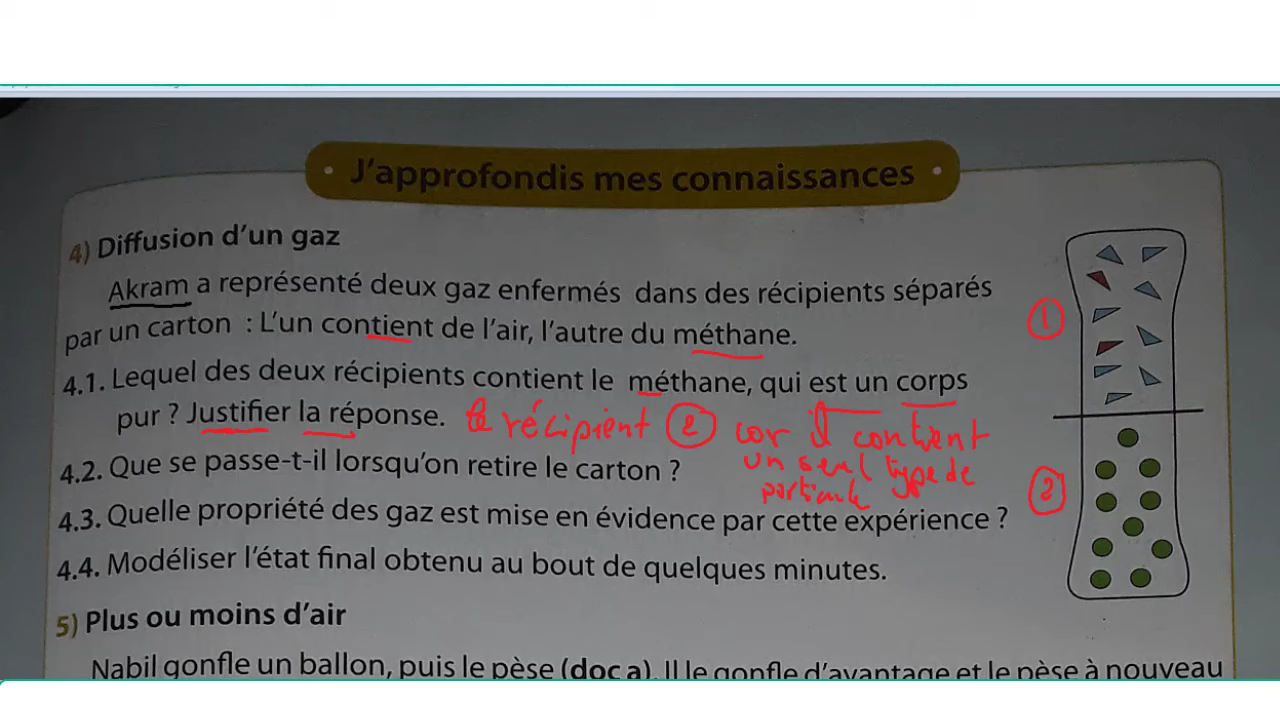 • J'approfondis mes connaissances •
4) Diffusion d'un gaz
Akram a représenté deux gaz enfermés dans des récipients séparés
par un carton : L'un contient de l'air, l'autre du méthane.
4.1. Lequel des deux récipients contient le méthane, qui est un corps
pur ? Justifier la réponse. récipient 2 car il contient
un seul type de
particule
4.2. Que se passe-t-il lorsqu'on retire le carton ?
4.3. Quelle propriété des gaz est mise en évidence par cette expérience ?
4.4. Modéliser l'état final obtenu au bout de quelques minutes.
1
2
5) Plus ou moins d'air
Nabil gonfle un ballon, puis le pèse (doc a). Il le gonfle d'avantage et le pèse à nouveau